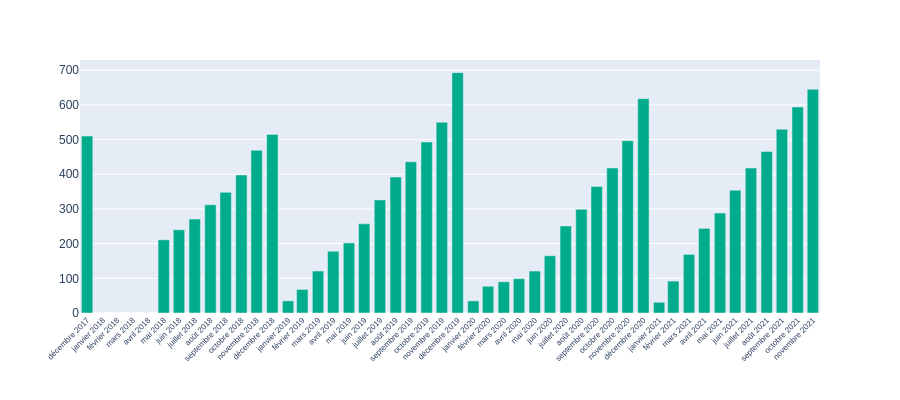 700
600
500
400
300
200
100
0
décembre 2017
janvier 2018
février 2018
mars 2018
avril 2018
mai 2018
juin 2018
juillet 2018
août 2018
septembre 2018
octobre 2018
novembre 2018
décembre 2018
janvier 2019
février 2019
mars 2019
avril 2019
mai 2019
juin 2019
juillet 2019
août 2019
septembre 2019
octobre 2019
novembre 2019
décembre 2019
janvier 2020
février 2020
mars 2020
avril 2020
mai 2020
juin 2020
juillet 2020
août 2020
septembre 2020
octobre 2020
novembre 2020
décembre 2020
janvier 2021
février 2021
mars 2021
avril 2021
mai 2021
juin 2021
juillet 2021
août 2021
septembre 2021
octobre 2021
novembre 2021